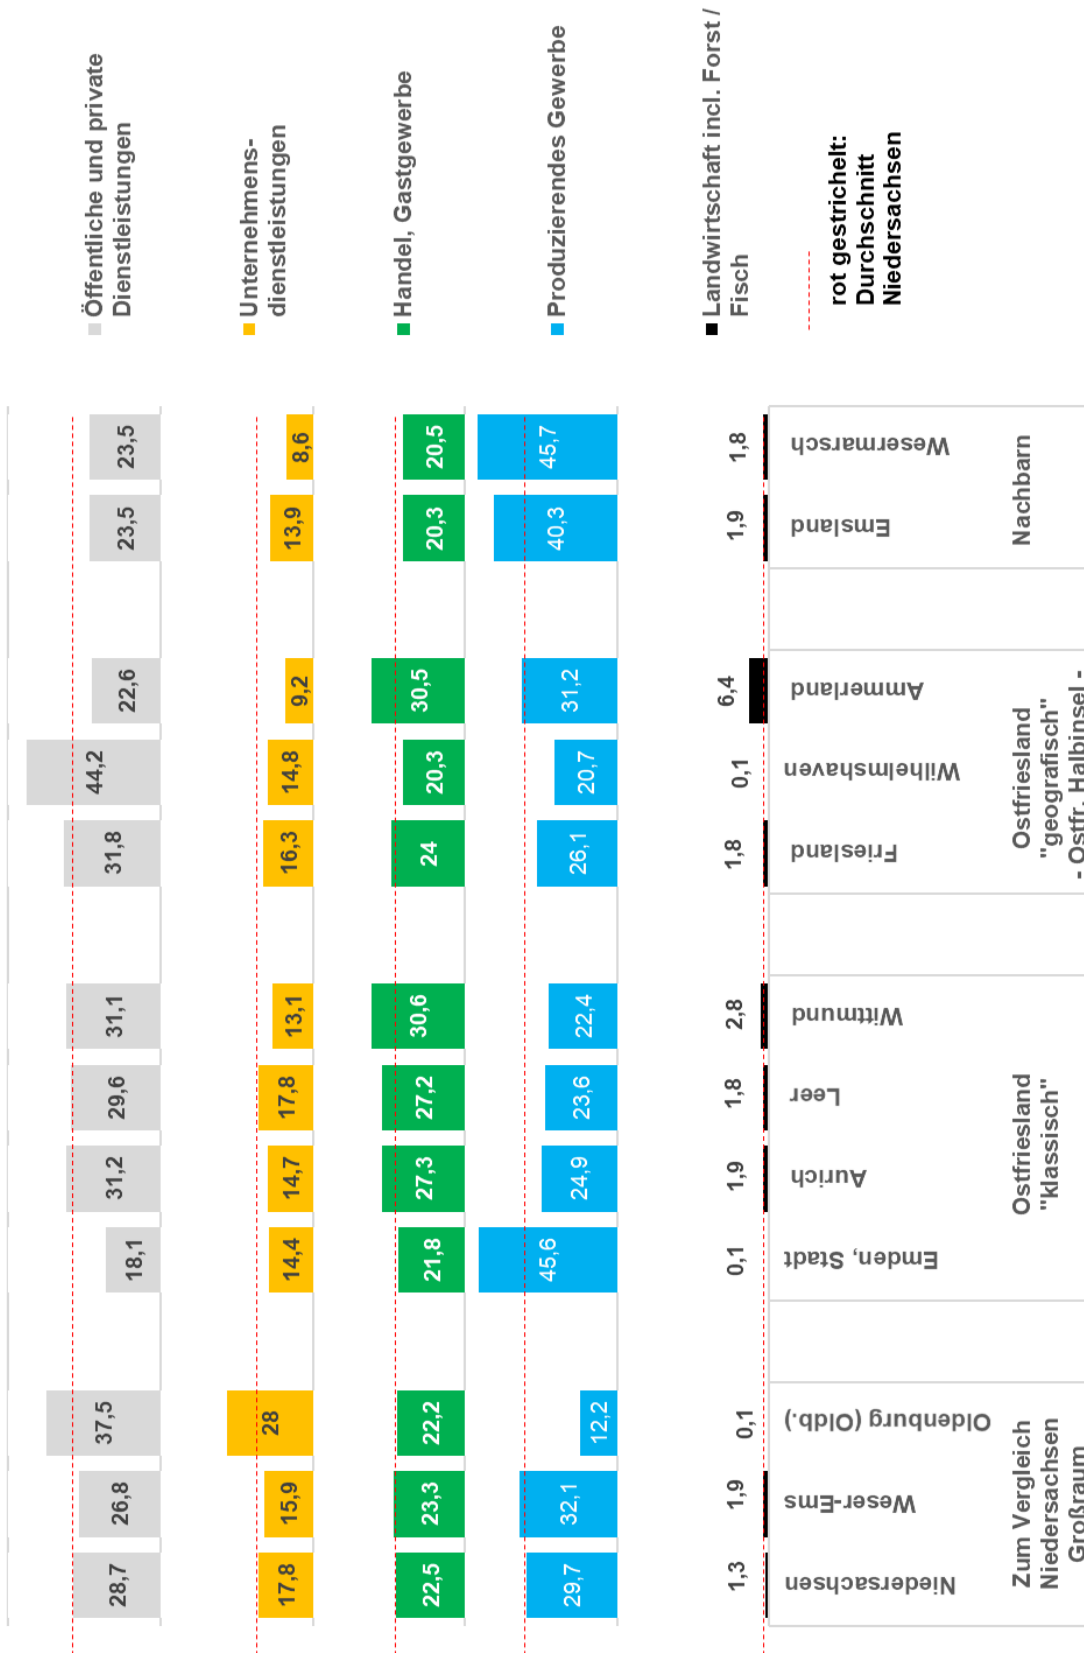 28,7
26,8
37,5
18,1
31,2
29,6
31,1
31,8
44,2
22,6
23,5
23,5
Öffentliche und private
Dienstleistungen
17,8
15,9
28
14,4
14,7
17,8
13,1
16,3
14,8
9,2
13,9
8,6
Unternehmens-
dienstleistungen
22,5
23,3
22,2
21,8
27,3
27,2
30,6
24
20,3
30,5
20,3
20,5
Handel, Gastgewerbe
29,7
32,1
12,2
45,6
24,9
23,6
22,4
26,1
20,7
31,2
40,3
45,7
Produzierendes Gewerbe
1,3
1,9
0,1
0,1
1,9
1,8
2,8
1,8
0,1
6,4
1,9
1,8
Landwirtschaft incl. Forst /
Fisch
rot gestrichelt:
Durchschnitt
Niedersachsen
Niedersachsen
Weser-Ems
Oldenburg (Oldb.)
Emden, Stadt
Aurich
Leer
Wittmund
Friesland
Wilhelmshaven
Ammerland
Emsland
Wesermarsch
Zum Vergleich
Niedersachsen
Großraum
Ostfriesland
"klassisch"
Ostfriesland
"geografisch"
- Ostfr. Halbinsel -
Nachbarn